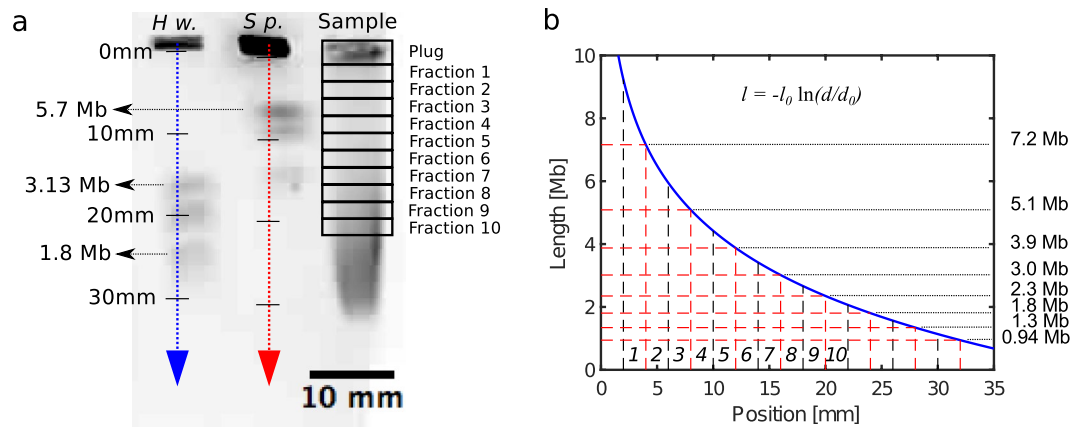 a
H w.
S p.
Sample
0mm
5.7 Mb
10mm
3.13 Mb
20mm
1.8 Mb
30mm
Plug
Fraction 1
Fraction 2
Fraction 3
Fraction 4
Fraction 5
Fraction 6
Fraction 7
Fraction 8
Fraction 9
Fraction 10
10 mm
b
l = -l₀ ln(d/d₀)
Length [Mb]
10
8
6
4
2
0
7.2 Mb
5.1 Mb
3.9 Mb
3.0 Mb
2.3 Mb
1.8 Mb
1.3 Mb
0.94 Mb
1 2 3 4 5 6 7 8 9 10
0 5 10 15 20 25 30 35
Position [mm]